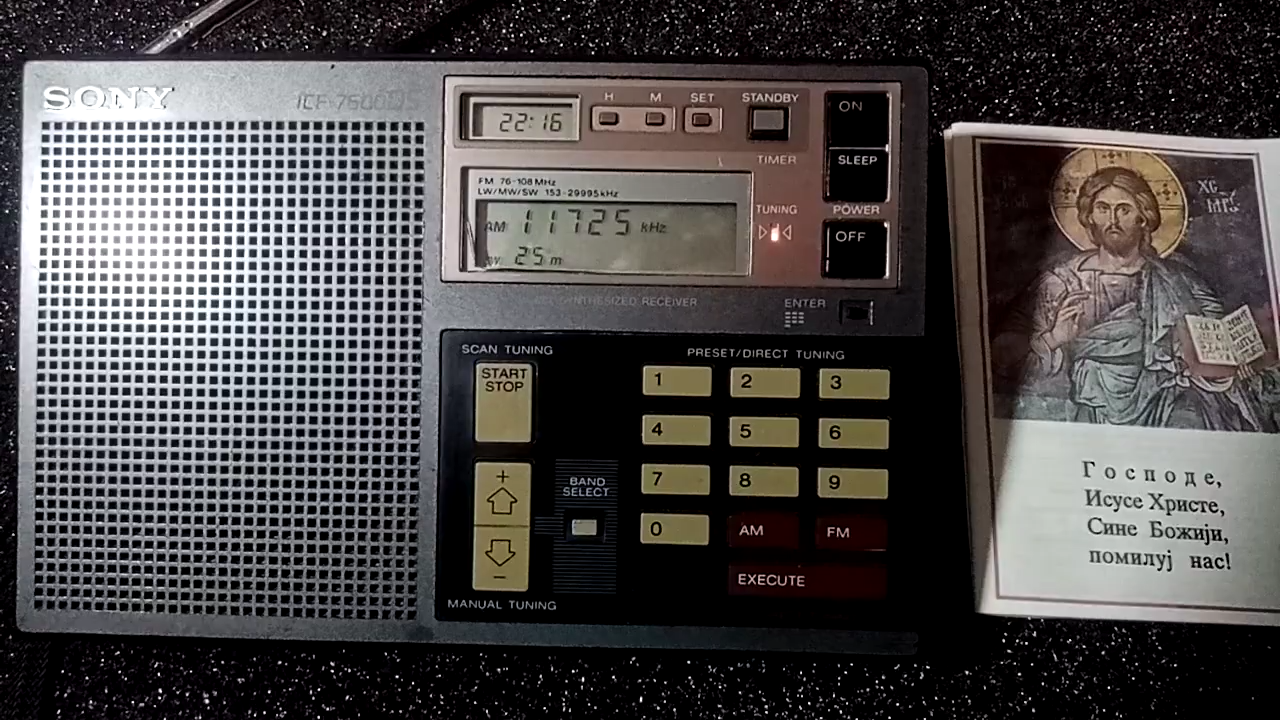 SONY
ICF-7600DS
22:16
H M SET STANDBY
TIMER
ON
SLEEP
POWER
OFF
FM 76-108 MHz
LW/MW/SW 153-29995kHz
AM 11725 kHz
SW 25 m
TUNING
SYNTHESIZED RECEIVER
ENTER
SCAN TUNING
START
STOP
+
−
MANUAL TUNING
BAND
SELECT
PRESET/DIRECT TUNING
1 2 3
4 5 6
7 8 9
0 AM FM
EXECUTE
Господе,
Исусе Христе,
Сине Божији,
помилуј нас!